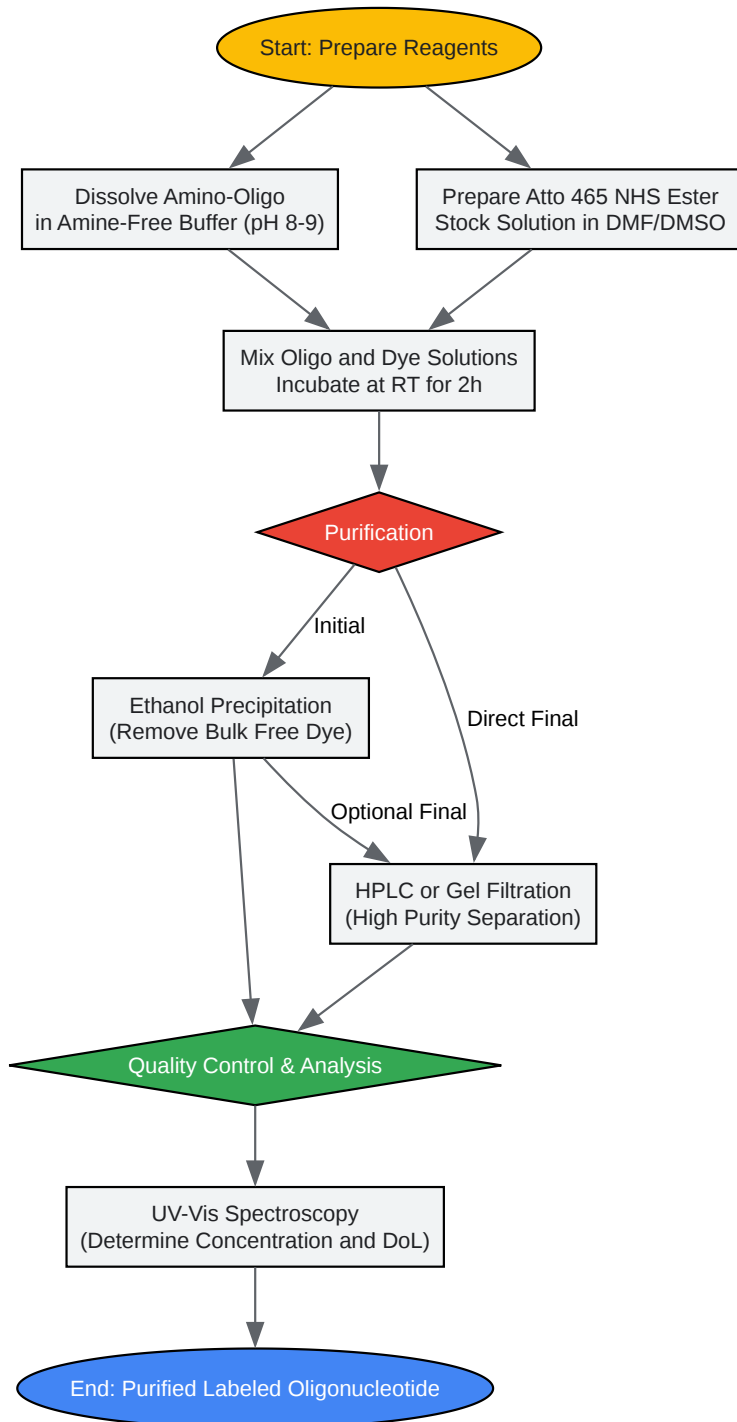 Start: Prepare Reagents
Dissolve Amino-Oligo
in Amine-Free Buffer (pH 8-9)
Prepare Atto 465 NHS Ester
Stock Solution in DMF/DMSO
Mix Oligo and Dye Solutions
Incubate at RT for 2h
Purification
Initial
Ethanol Precipitation
(Remove Bulk Free Dye)
Direct Final
Optional Final
HPLC or Gel Filtration
(High Purity Separation)
Quality Control & Analysis
UV-Vis Spectroscopy
(Determine Concentration and DoL)
End: Purified Labeled Oligonucleotide